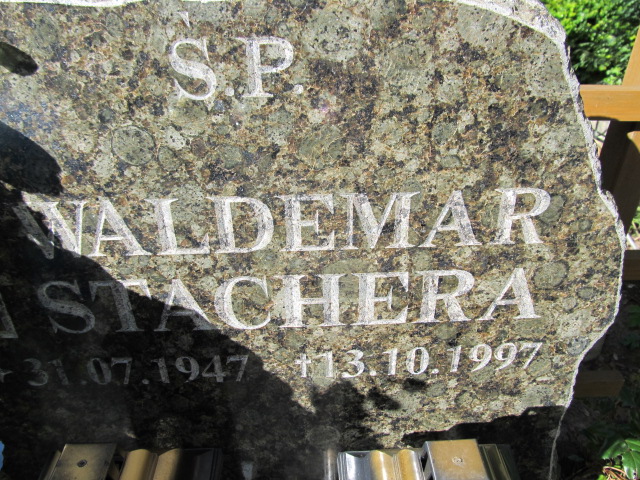 Ś.P.
WALDEMAR
STACHERA
31.07.1947 +13.10.1997